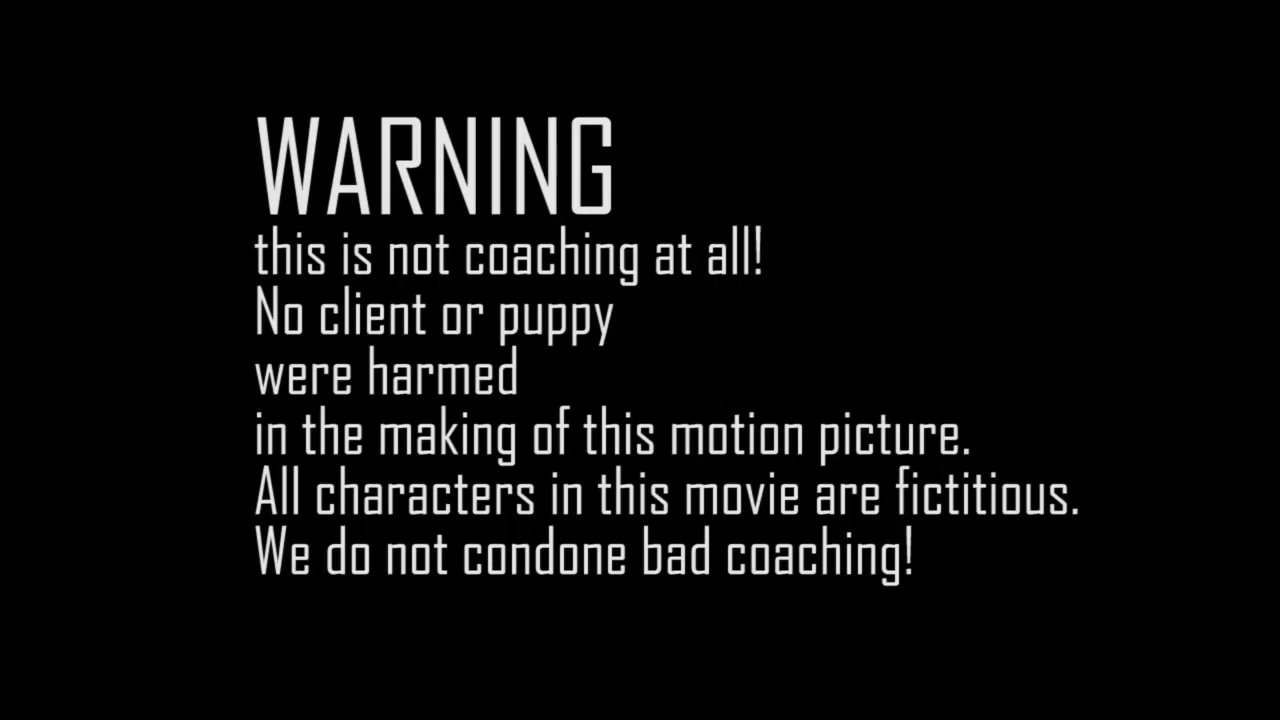 WARNING
this is not coaching at all!
No client or puppy
were harmed
in the making of this motion picture.
All characters in this movie are fictitious.
We do not condone bad coaching!